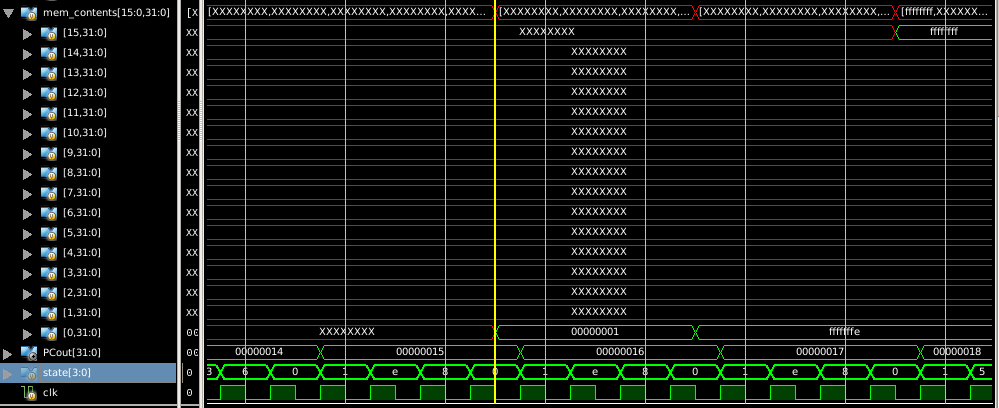 mem_contents[15:0,31:0] [X [XXXXXXXX,XXXXXXXX,XXXXXXXX,XXXX... [XXXXXXXX,XXXXXXXX,XXXXXXXX,... [XXXXXXXX,XXXXXXXX,XXXXXXXX,... [ffffffff,XXXXXX...
[15,31:0] XX XXXXXXXX ffffffff
[14,31:0] XX XXXXXXXX
[13,31:0] XX XXXXXXXX
[12,31:0] XX XXXXXXXX
[11,31:0] XX XXXXXXXX
[10,31:0] XX XXXXXXXX
[9,31:0] XX XXXXXXXX
[8,31:0] XX XXXXXXXX
[7,31:0] XX XXXXXXXX
[6,31:0] XX XXXXXXXX
[5,31:0] XX XXXXXXXX
[4,31:0] XX XXXXXXXX
[3,31:0] XX XXXXXXXX
[2,31:0] XX XXXXXXXX
[1,31:0] XX XXXXXXXX
[0,31:0] 00 XXXXXXXX 00000001 fffffffe
PCout[31:0] 00 00000014 00000015 00000016 00000017 00000018
state[3:0] 0 3 6 0 1 e 8 0 1 e 8 0 1 e 8 0 1 5
clk 0